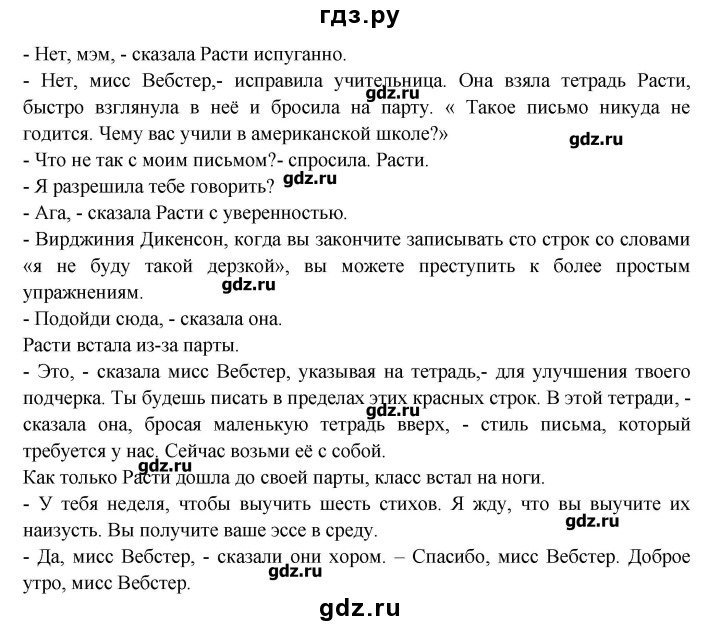 гдз.ру
- Нет, мэм, - сказала Расти испуганно.
- Нет, мисс Вебстер,- исправила учительница. Она взяла тетрадь Расти,
быстро взглянула в неё и бросила на парту. « Такое письмо никуда не
gdz.ru
годится. Чему вас учили в американской школе?»
gdz.ru
- Что не так с моим письмом?- спросила. Расти.
- Я разрешила тебе говорить?
gdz.ru
- Ага, - сказала Расти с уверенностью.
- Вирджиния Дикенсон, когда вы закончите записывать сто строк со словами
«я не буду такой дерзкой», вы можете преступить к более простым
упражнениям.
gdz.ru
- Подойди сюда, - сказала она.
Расти встала из-за парты.
- Это, - сказала мисс Вебстер, указывая на тетрадь,- для улучшения твоего
подчерка. Ты будешь писать в пределах этих красных строк. В этой тетради, -
gdz.ru
сказала она, бросая маленькую тетрадь вверх, - стиль письма, который
требуется у нас. Сейчас возьми её с собой.
gdz.ru
Как только Расти дошла до своей парты, класс встал на ноги.
- У тебя неделя, чтобы выучить шесть стихов. Я жду, что вы выучите их
gdz.ru
наизусть. Вы получите ваше эссе в среду.
- Да, мисс Вебстер, - сказали они хором. – Спасибо, мисс Вебстер. Доброе
gdz.ru
утро, мисс Вебстер.
gdz.ru